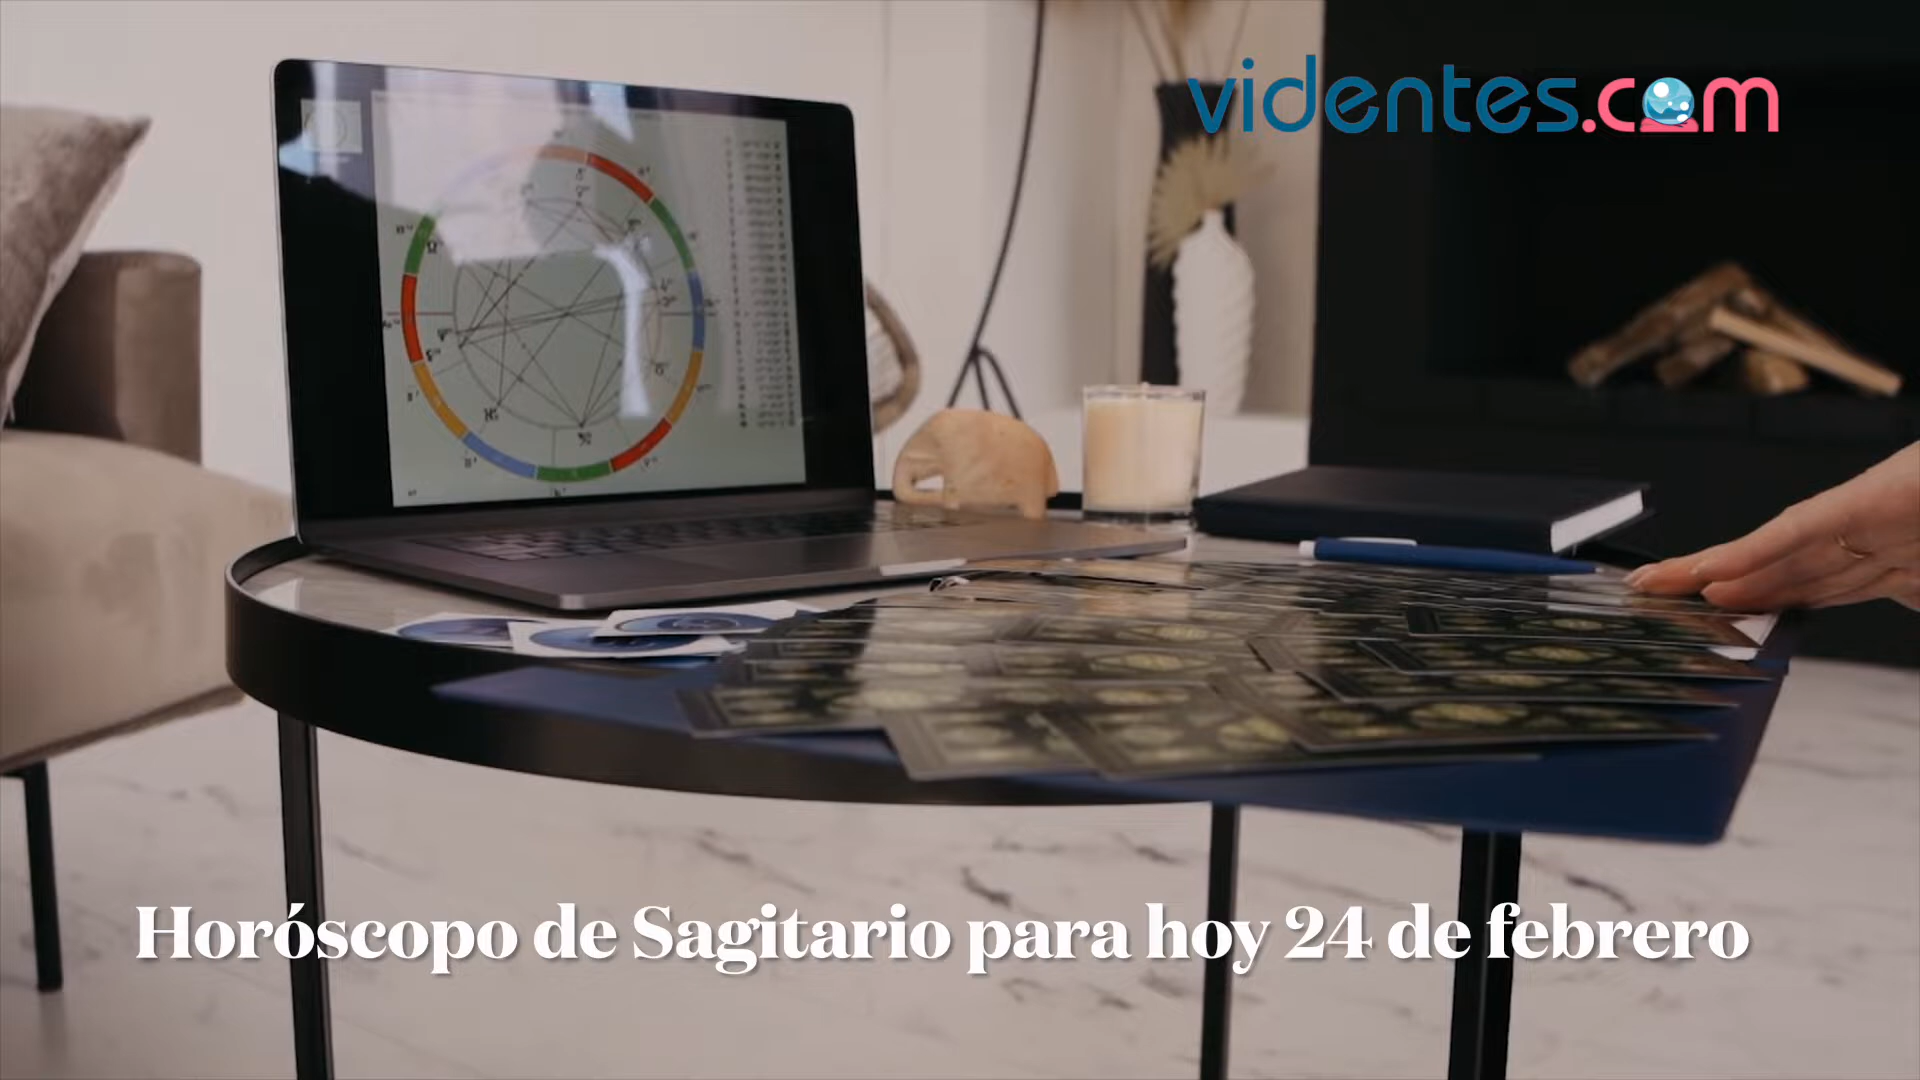 videntes.com
Horóscopo de Sagitario para hoy 24 de febrero